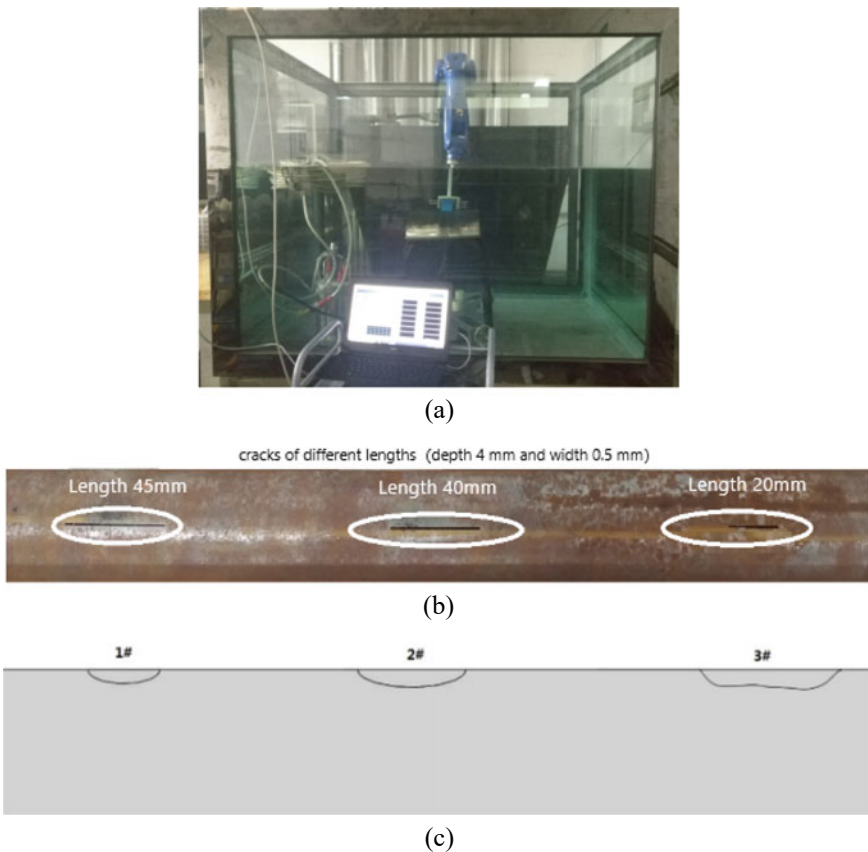 (a)
cracks of different lengths (depth 4 mm and width 0.5 mm)
Length 45mm Length 40mm Length 20mm
(b)
1# 2# 3#
(c)